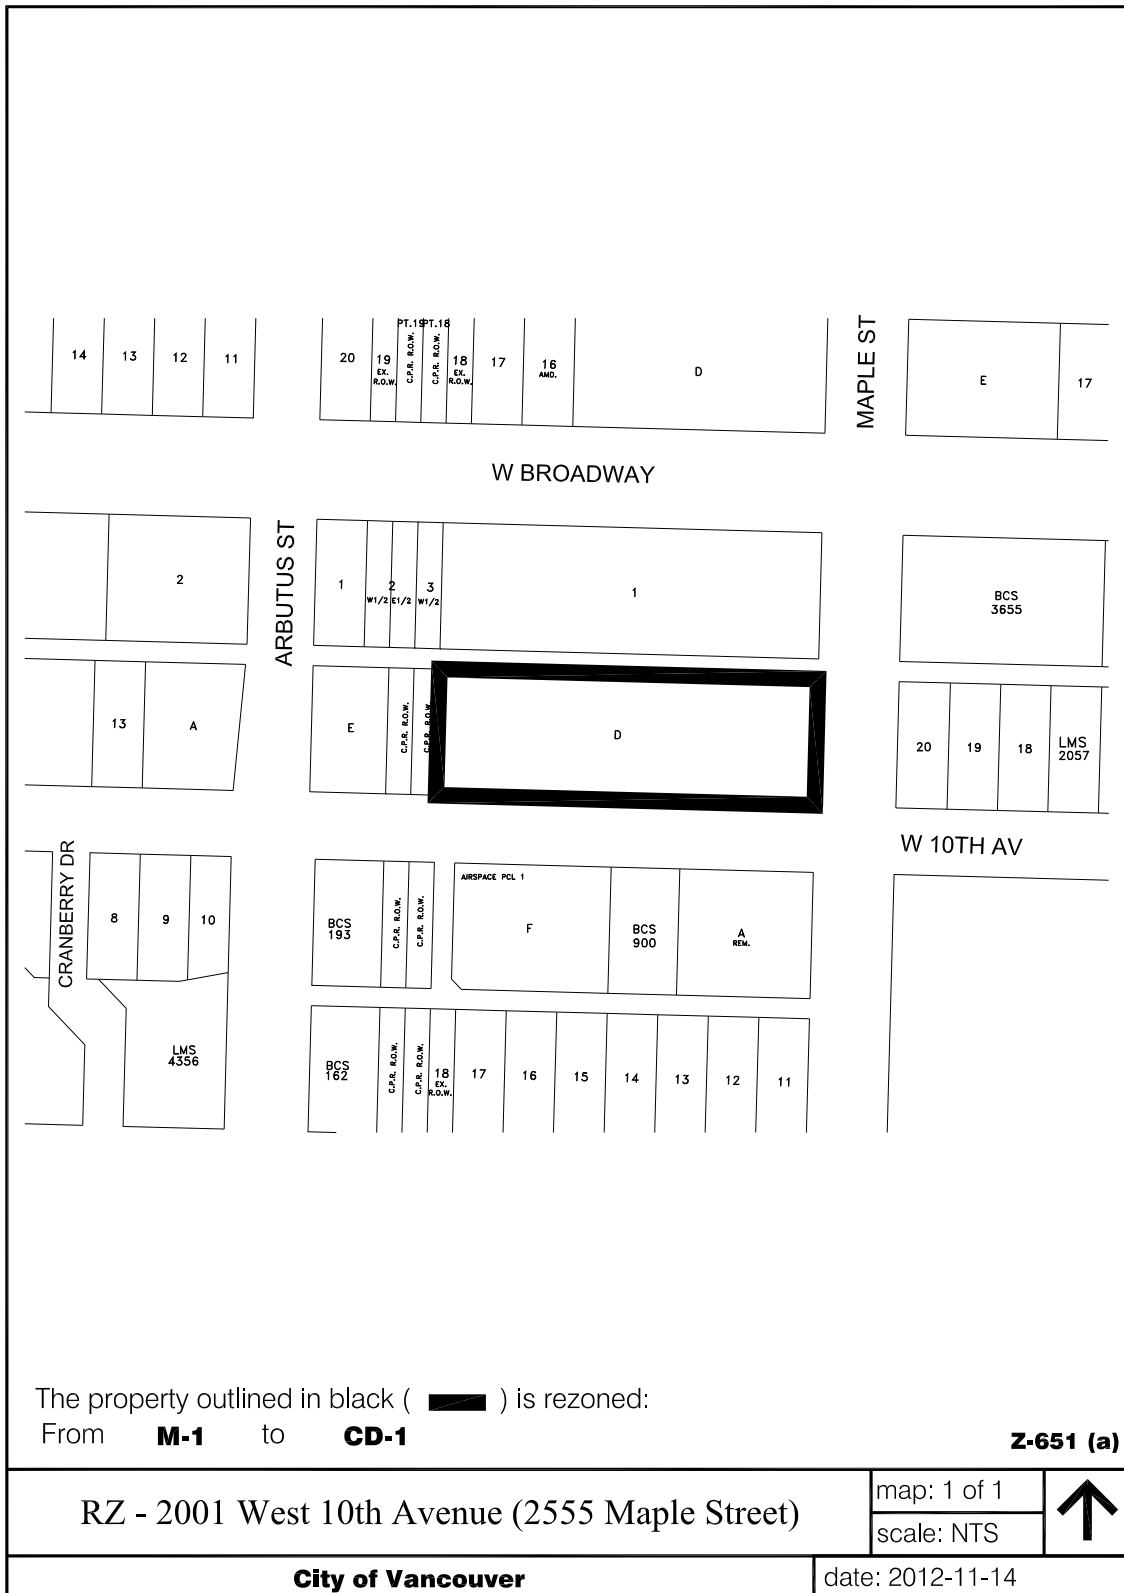 PT.19 PT.18
14 13 12 11 20 19 C.P.R. R.O.W. C.P.R. R.O.W. 18 17 16 D MAPLE ST E 17
EX. EX. AMD.
R.O.W. R.O.W.
W BROADWAY
2 ARBUTUS ST 1 2 3 1 BCS
W1/2 E1/2 W1/2 3655
13 A E C.P.R. R.O.W. C.P.R. R.O.W. D 20 19 18 LMS
2057
W 10TH AV
CRANBERRY DR 8 9 10 BCS C.P.R. R.O.W. C.P.R. R.O.W. AIRSPACE PCL 1
193 F BCS A
900 REM.
LMS BCS C.P.R. R.O.W. C.P.R. R.O.W. 18 17 16 15 14 13 12 11
4356 162 EX.
R.O.W.
The property outlined in black ( ) is rezoned:
From M-1 to CD-1
Z-651 (a)
RZ - 2001 West 10th Avenue (2555 Maple Street)
map: 1 of 1
scale: NTS
City of Vancouver
date: 2012-11-14